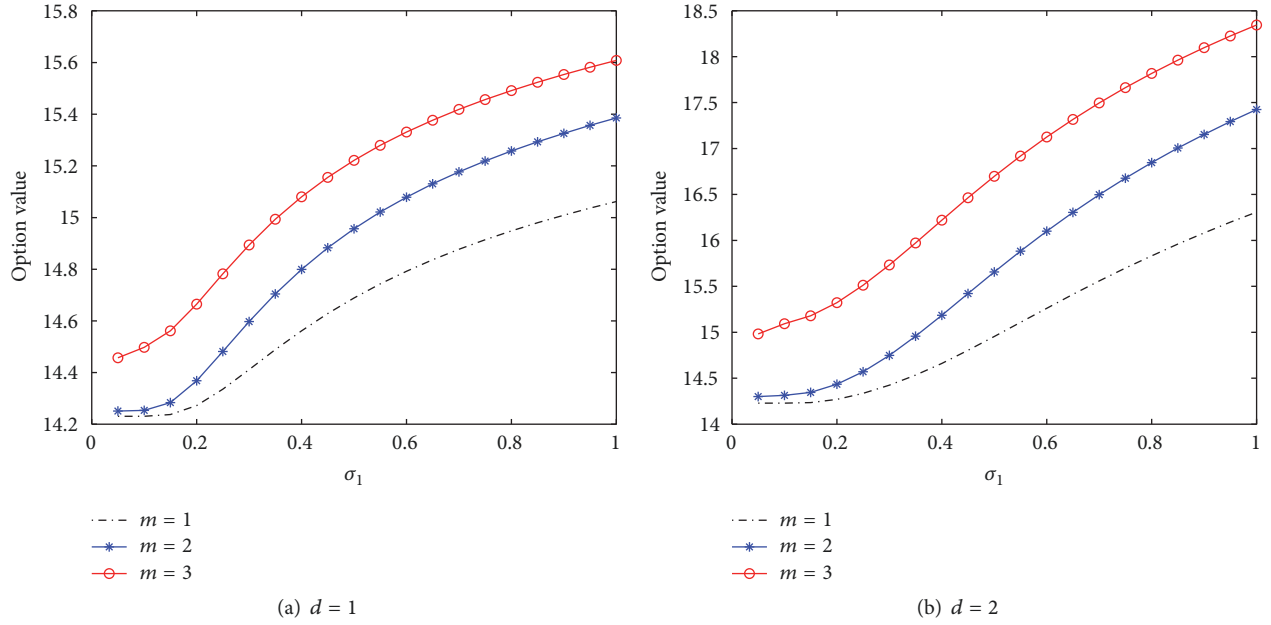 15.8
15.6
15.4
15.2
15
14.8
14.6
14.4
14.2
Option value
0
0.2
0.4
0.6
0.8
1
σ1
m = 1
m = 2
m = 3
(a) d = 1
18.5
18
17.5
17
16.5
16
15.5
15
14.5
14
Option value
0
0.2
0.4
0.6
0.8
1
σ1
m = 1
m = 2
m = 3
(b) d = 2